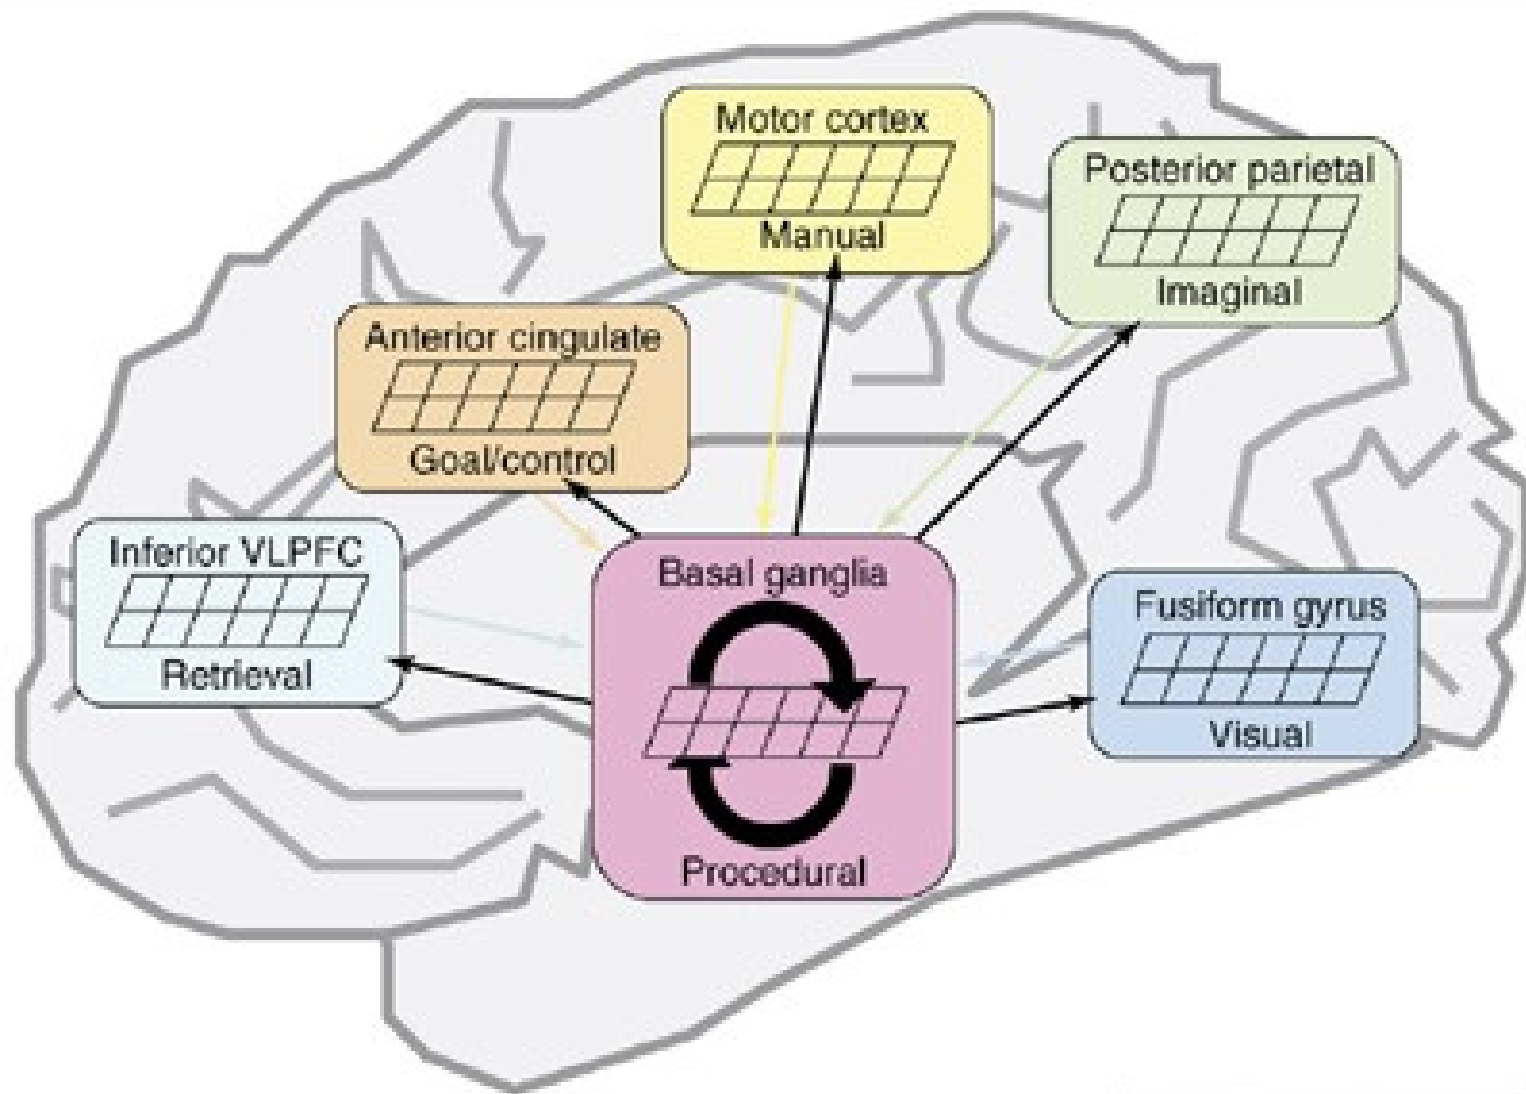 Motor cortex
Manual
Posterior parietal
Imaginal
Anterior cingulate
Goal/control
Inferior VLPFC
Retrieval
Basal ganglia
Procedural
Fusiform gyrus
Visual